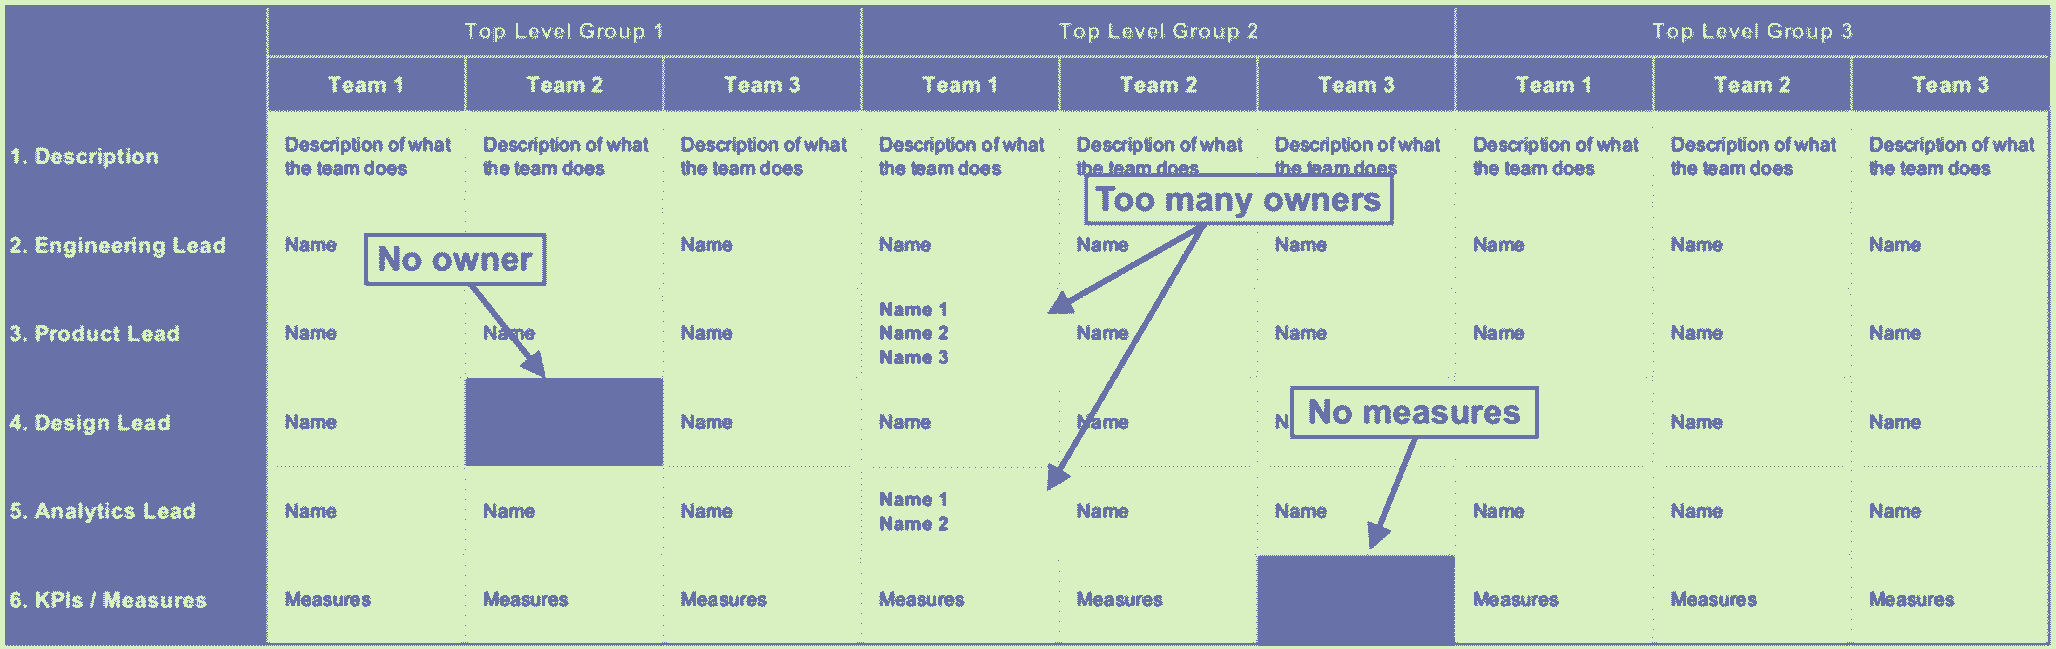 Top Level Group 1 Top Level Group 2 Top Level Group 3
Team 1 Team 2 Team 3 Team 1 Team 2 Team 3 Team 1 Team 2 Team 3
1. Description
Description of what Description of what Description of what Description of what Description of what Description of what Description of what Description of what Description of what
the team does the team does the team does the team does the team does the team does the team does the team does the team does
Too many owners
2. Engineering Lead Name Name Name Name Name Name Name Name
No owner
3. Product Lead Name Name Name Name 1 Name Name Name Name Name
Name 2
Name 3
4. Design Lead Name Name Name Name Name Name
No measures
5. Analytics Lead Name Name Name Name 1 Name Name Name Name Name
Name 2
6. KPIs / Measures Measures Measures Measures Measures Measures Measures Measures Measures